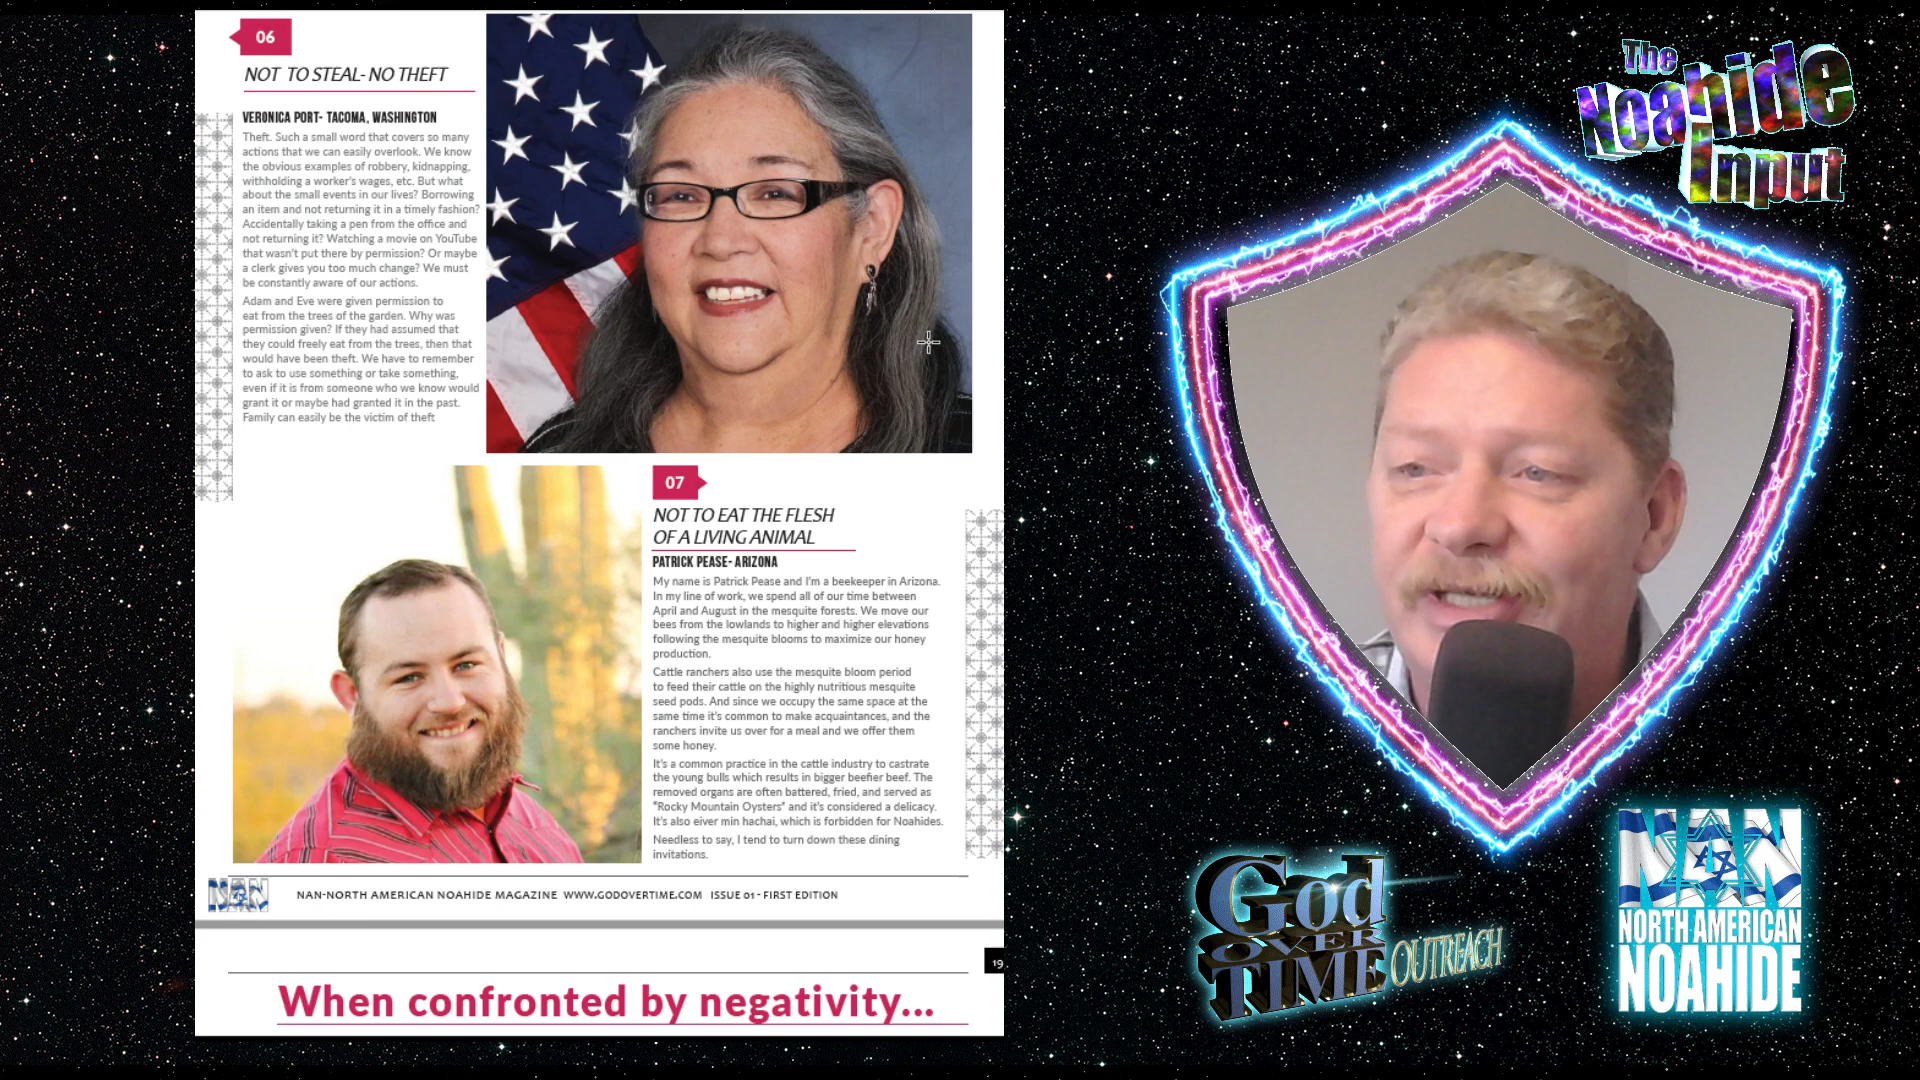 06
NOT TO STEAL- NO THEFT
VERONICA PORT- TACOMA, WASHINGTON
Theft. Such a small word that covers so many
actions that we can easily overlook. We know
the obvious examples of robbery, kidnapping,
withholding a worker's wages, etc. But what
about the small events in our lives? Borrowing
an item and not returning it in a timely fashion?
Accidentally taking a pen from the office and
not returning it? Watching a movie on YouTube
that wasn't put there by permission? Or maybe
a clerk gives you too much change? We must
be constantly aware of our actions.
Adam and Eve were given permission to
eat from the trees of the garden. Why was
permission given? If they had assumed that
they could freely eat from the trees, then that
would have been theft. We have to remember
to ask to use something or take something,
even if it is from someone who we know would
grant it or maybe had granted it in the past.
Family can easily be the victim of theft
07
NOT TO EAT THE FLESH
OF A LIVING ANIMAL
PATRICK PEASE- ARIZONA
My name is Patrick Pease and I'm a beekeeper in Arizona.
In my line of work, we spend all of our time between
April and August in the mesquite forests. We move our
bees from the lowlands to higher and higher elevations
following the mesquite blooms to maximize our honey
production.
Cattle ranchers also use the mesquite bloom period
to feed their cattle on the highly nutritious mesquite
seed pods. And since we occupy the same space at the
same time it's common to make acquaintances, and the
ranchers invite us over for a meal and we offer them
some honey.
It's a common practice in the cattle industry to castrate
the young bulls which results in bigger beefier beef. The
removed organs are often battered, fried, and served as
"Rocky Mountain Oysters" and it's considered a delicacy.
It's also eiver min hachai, which is forbidden for Noahides.
Needless to say, I tend to turn down these dining
invitations.
NAN
NAN-NORTH AMERICAN NOAHIDE MAGAZINE WWW.GODOVERTIME.COM ISSUE 01 - FIRST EDITION
19
When confronted by negativity...
The
Noahide
Input
God
OVER
TIME OUTREACH
NAN
NORTH AMERICAN
NOAHIDE